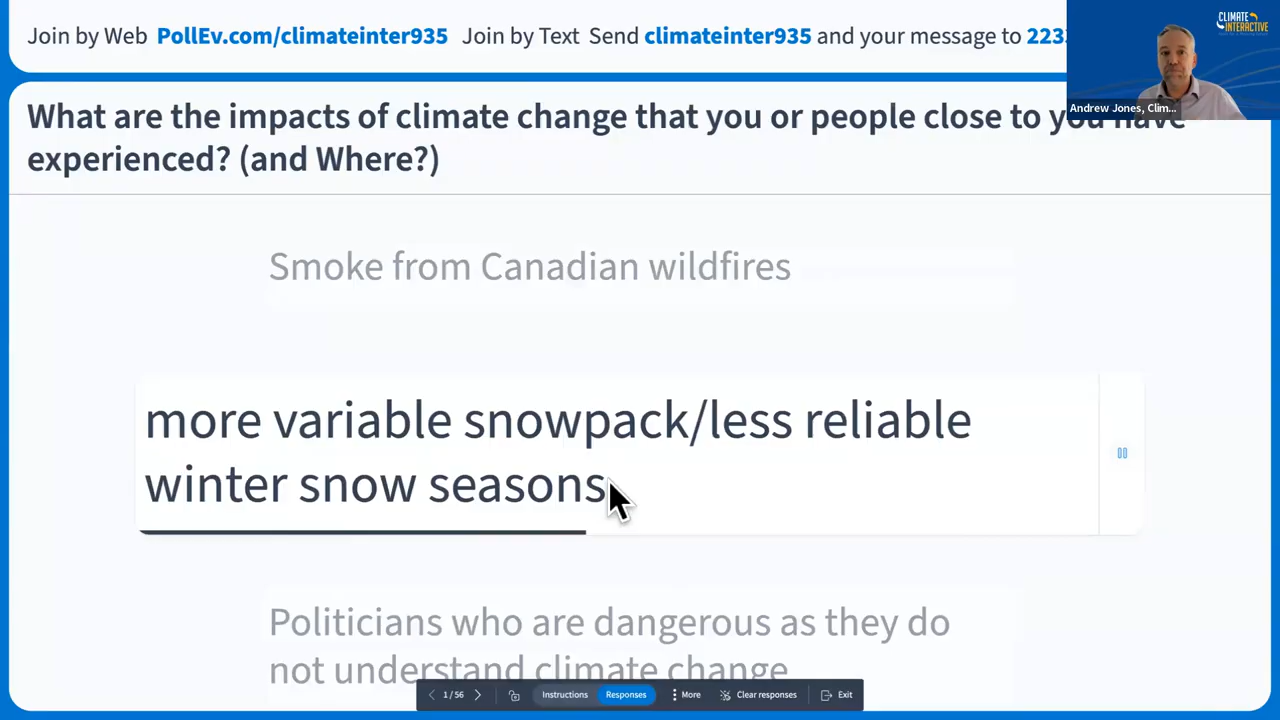 Join by Web PollEv.com/climateinter935 Join by Text Send climateinter935 and your message to
CLIMATE
INTERACTIVE
Andrew Jones, Clim...
What are the impacts of climate change that you or people close to you have
experienced? (and Where?)
Smoke from Canadian wildfires
more variable snowpack/less reliable
winter snow seasons
Politicians who are dangerous as they do
not understand climate change
1 / 56 Instructions Responses More Clear responses Exit